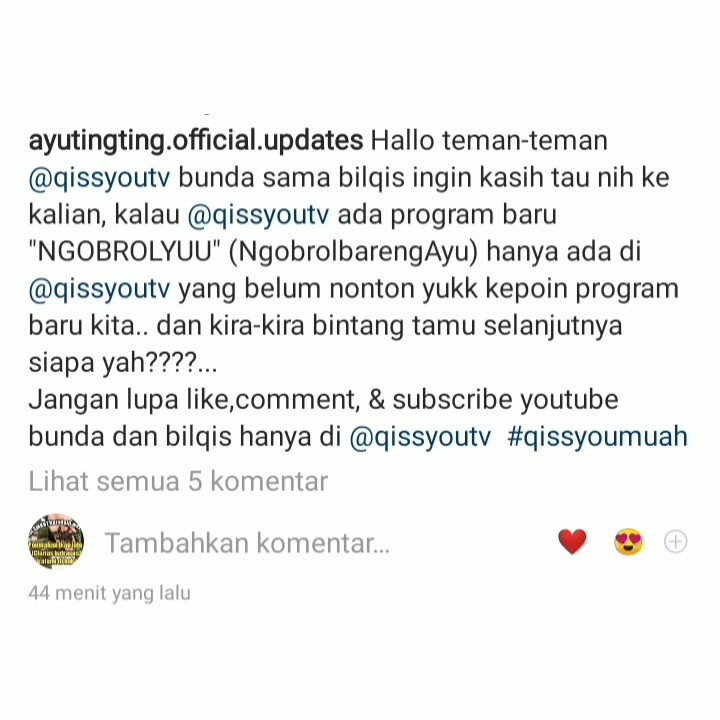 ayutingting.official.updates Hallo teman-teman
@qissyoutv bunda sama bilqis ingin kasih tau nih ke
kalian, kalau @qissyoutv ada program baru
"NGOBROLYUU" (NgobrolbarengAyu) hanya ada di
@qissyoutv yang belum nonton yukk kepoin program
baru kita.. dan kira-kira bintang tamu selanjutnya
siapa yah????...
Jangan lupa like,comment, & subscribe youtube
bunda dan bilqis hanya di @qissyoutv #qissyoumuah
Lihat semua 5 komentar
Tambahkan komentar...
44 menit yang lalu